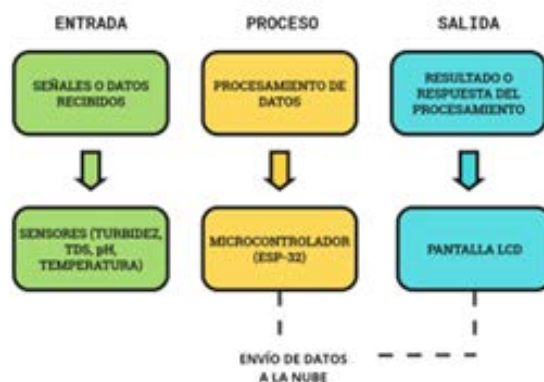 ENTRADA
PROCESO
SALIDA
SEÑALES O DATOS
RECIBIDOS
PROCESAMIENTO DE
DATOS
RESULTADO O
RESPUESTA DEL
PROCESAMIENTO
SENSORES (TURBIDEZ,
TDS, pH,
TEMPERATURA)
MICROCONTROLADOR
(ESP-32)
PANTALLA LCD
ENVÍO DE DATOS
A LA NUBE